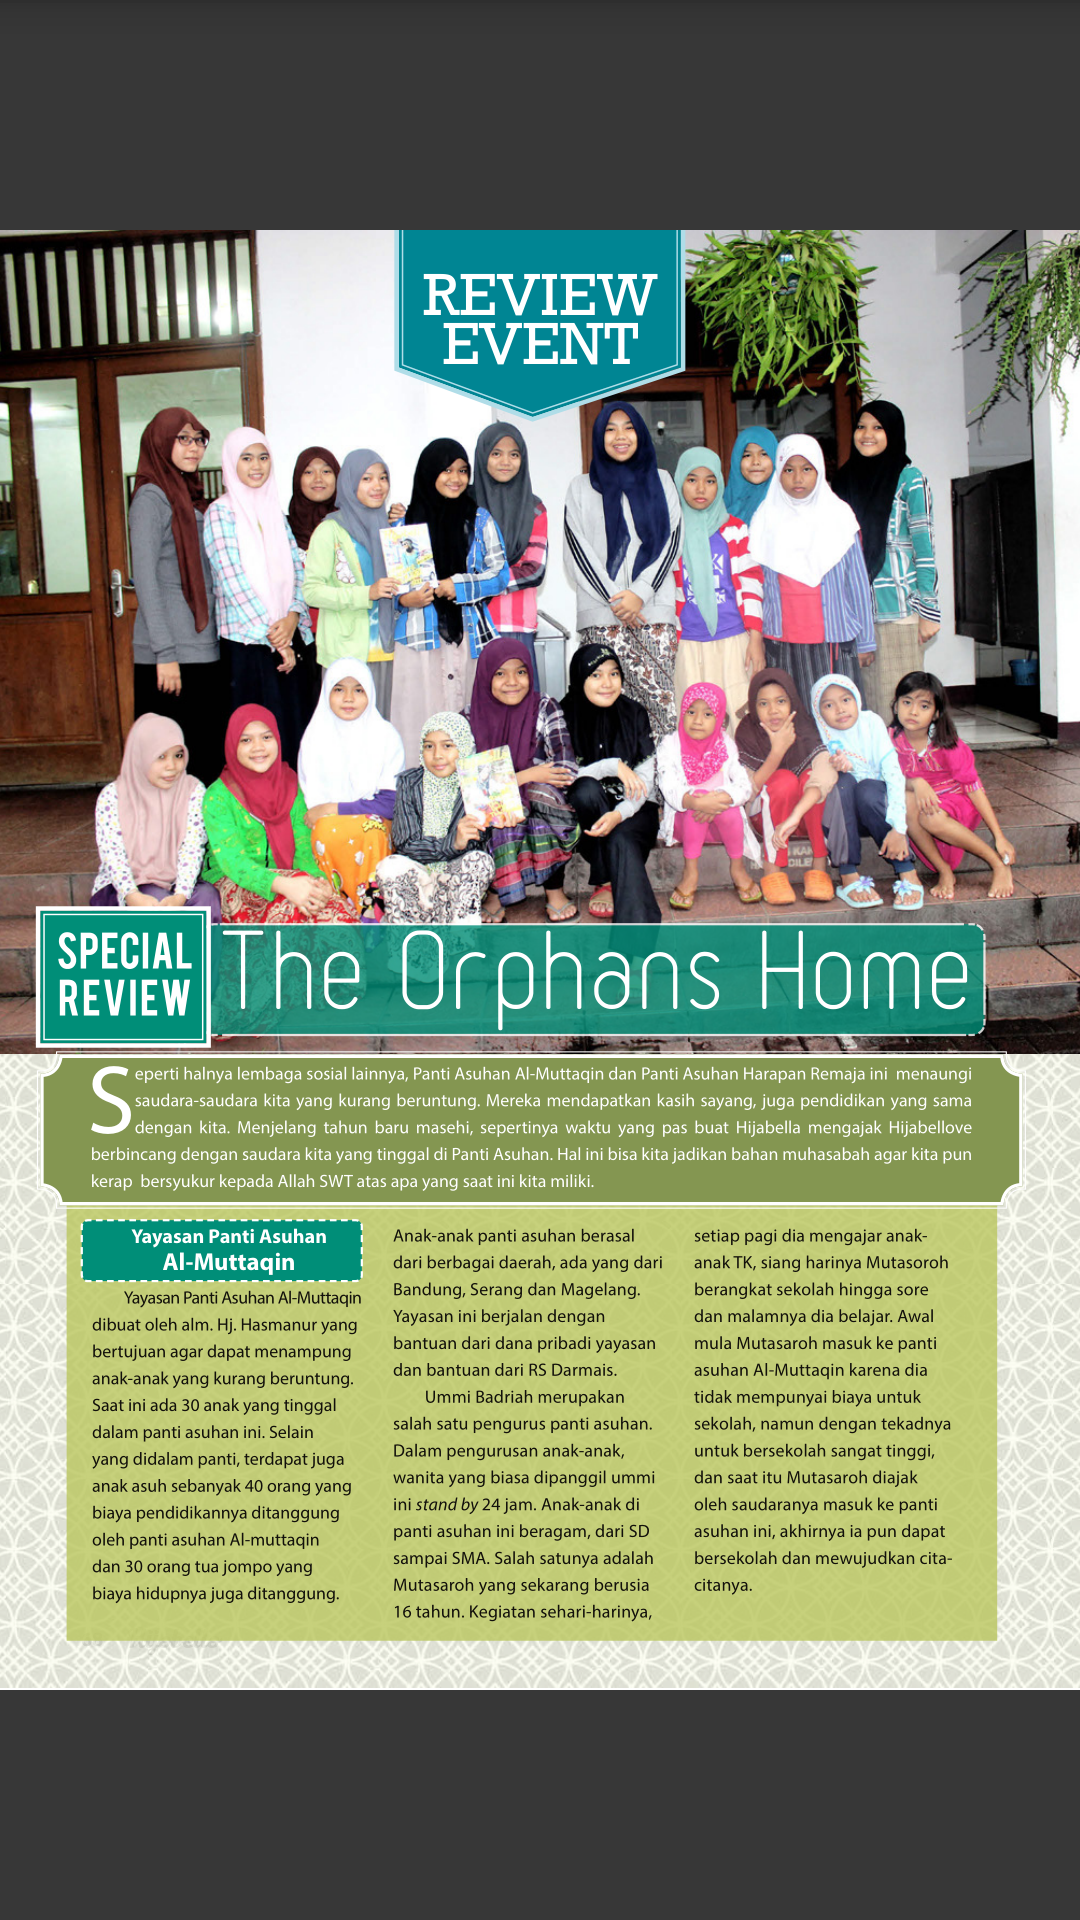 REVIEW
EVENT
SPECIAL
REVIEW
The Orphans Home
Seperti halnya lembaga sosial lainnya, Panti Asuhan Al-Muttaqin dan Panti Asuhan Harapan Remaja ini menaungi
saudara-saudara kita yang kurang beruntung. Mereka mendapatkan kasih sayang, juga pendidikan yang sama
dengan kita. Menjelang tahun baru masehi, sepertinya waktu yang pas buat Hijabella mengajak Hijabellove
berbincang dengan saudara kita yang tinggal di Panti Asuhan. Hal ini bisa kita jadikan bahan muhasabah agar kita pun
kerap bersyukur kepada Allah SWT atas apa yang saat ini kita miliki.
Yayasan Panti Asuhan
Al-Muttaqin
Yayasan Panti Asuhan Al-Muttaqin
dibuat oleh alm. Hj. Hasmanur yang
bertujuan agar dapat menampung
anak-anak yang kurang beruntung.
Saat ini ada 30 anak yang tinggal
dalam panti asuhan ini. Selain
yang didalam panti, terdapat juga
anak asuh sebanyak 40 orang yang
biaya pendidikannya ditanggung
oleh panti asuhan Al-muttaqin
dan 30 orang tua jompo yang
biaya hidupnya juga ditanggung.
Anak-anak panti asuhan berasal
dari berbagai daerah, ada yang dari
Bandung, Serang dan Magelang.
Yayasan ini berjalan dengan
bantuan dari dana pribadi yayasan
dan bantuan dari RS Darmais.
Ummi Badriah merupakan
salah satu pengurus panti asuhan.
Dalam pengurusan anak-anak,
wanita yang biasa dipanggil ummi
ini stand by 24 jam. Anak-anak di
panti asuhan ini beragam, dari SD
sampai SMA. Salah satunya adalah
Mutasaroh yang sekarang berusia
16 tahun. Kegiatan sehari-harinya,
setiap pagi dia mengajar anak-
anak TK, siang harinya Mutasoroh
berangkat sekolah hingga sore
dan malamnya dia belajar. Awal
mula Mutasaroh masuk ke panti
asuhan Al-Muttaqin karena dia
tidak mempunyai biaya untuk
sekolah, namun dengan tekadnya
untuk bersekolah sangat tinggi,
dan saat itu Mutasaroh diajak
oleh saudaranya masuk ke panti
asuhan ini, akhirnya ia pun dapat
bersekolah dan mewujudkan cita-
citanya.